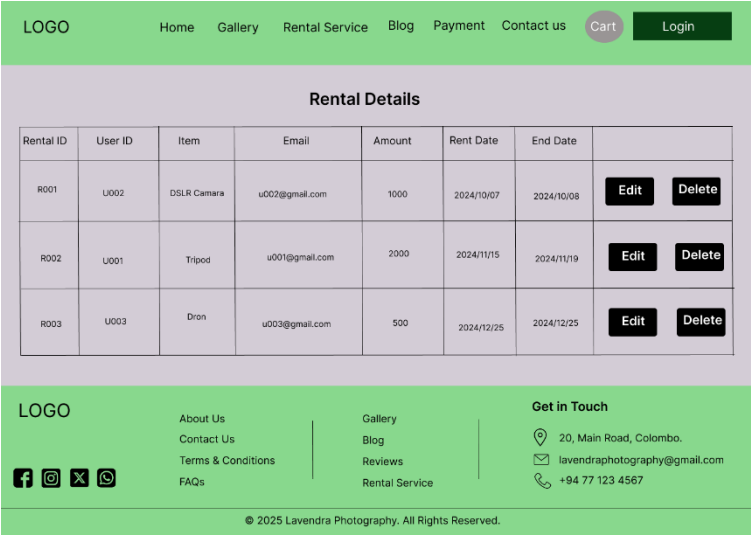 LOGO Home Gallery Rental Service Blog Payment Contact us Cart Login
Rental Details
Rental ID User ID Item Email Amount Rent Date End Date
R001 U002 DSLR Camara u002@gmail.com 1000 2024/10/07 2024/10/08 Edit Delete
R002 U001 Tripod u001@gmail.com 2000 2024/11/15 2024/11/19 Edit Delete
R003 U003 Dron u003@gmail.com 500 2024/12/25 2024/12/25 Edit Delete
LOGO
About Us
Contact Us
Terms & Conditions
FAQs
Gallery
Blog
Reviews
Rental Service
Get in Touch
20, Main Road, Colombo.
lavendraphotography@gmail.com
+94 77 123 4567
© 2025 Lavendra Photography. All Rights Reserved.